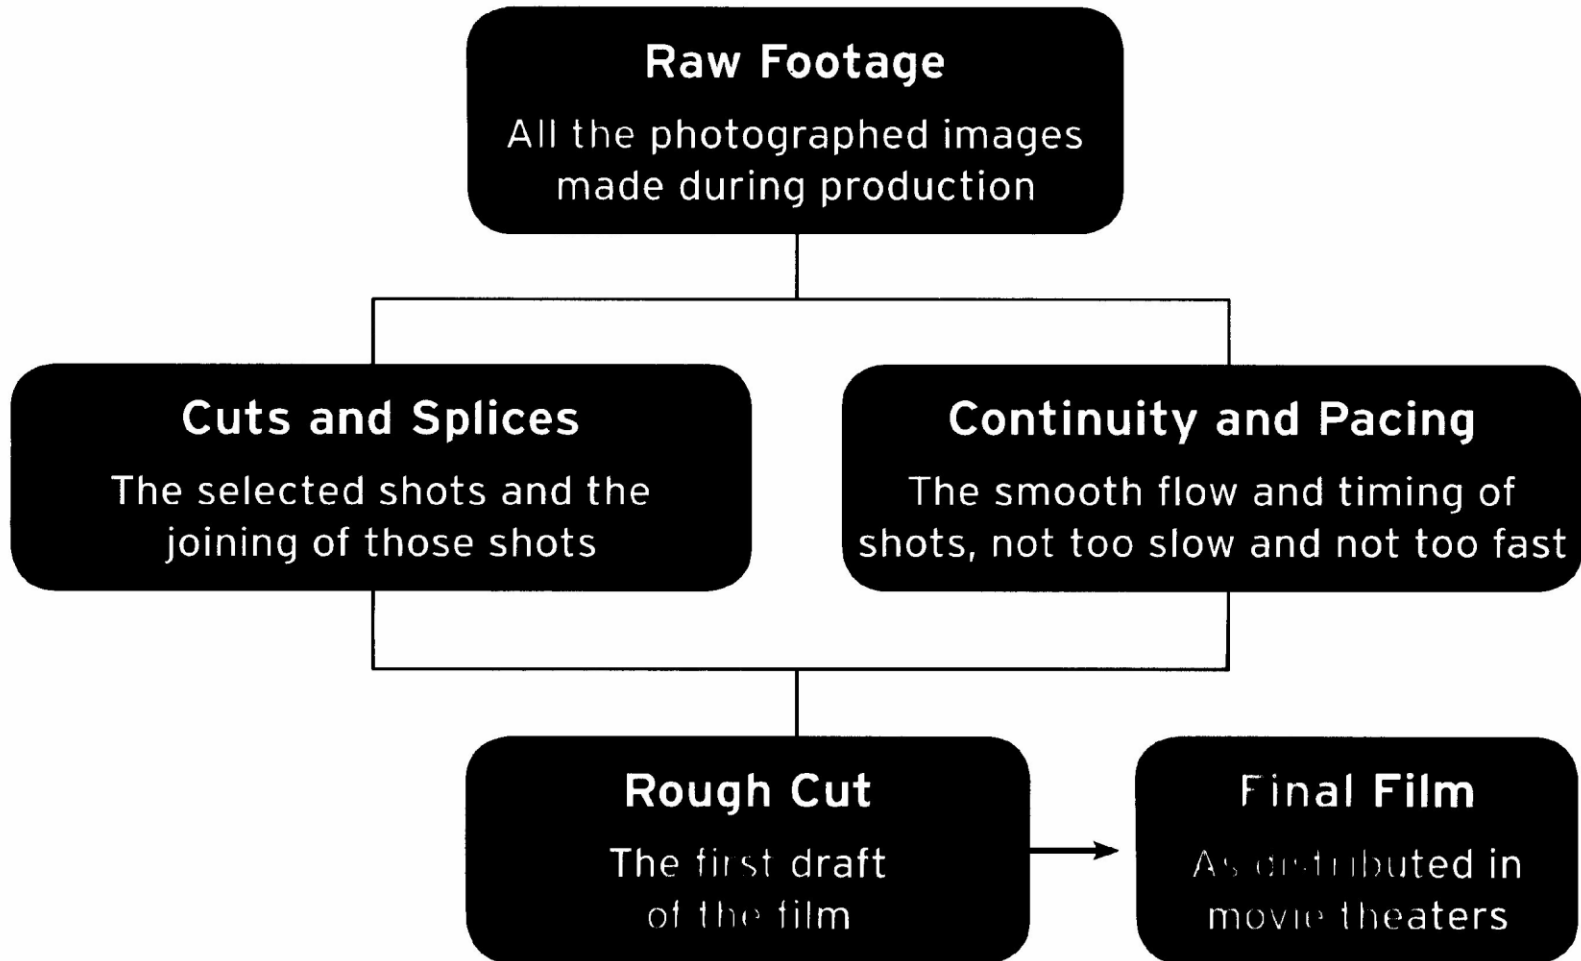 Raw Footage
All the photographed images
made during production
Cuts and Splices
The selected shots and the
joining of those shots
Continuity and Pacing
The smooth flow and timing of
shots, not too slow and not too fast
Rough Cut
The first draft
of the film
Final Film
As distributed in
movie theaters